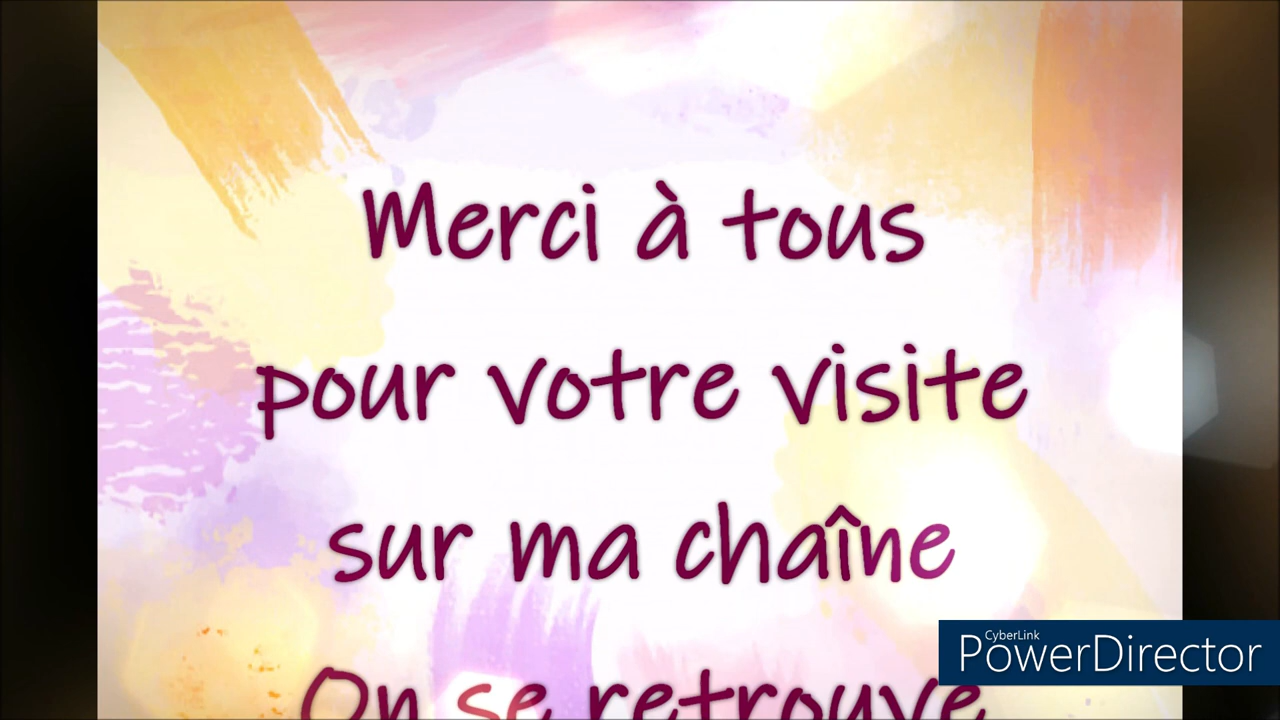 Merci à tous
pour votre visite
sur ma chaîne
On se retrouve
CyberLink
PowerDirector